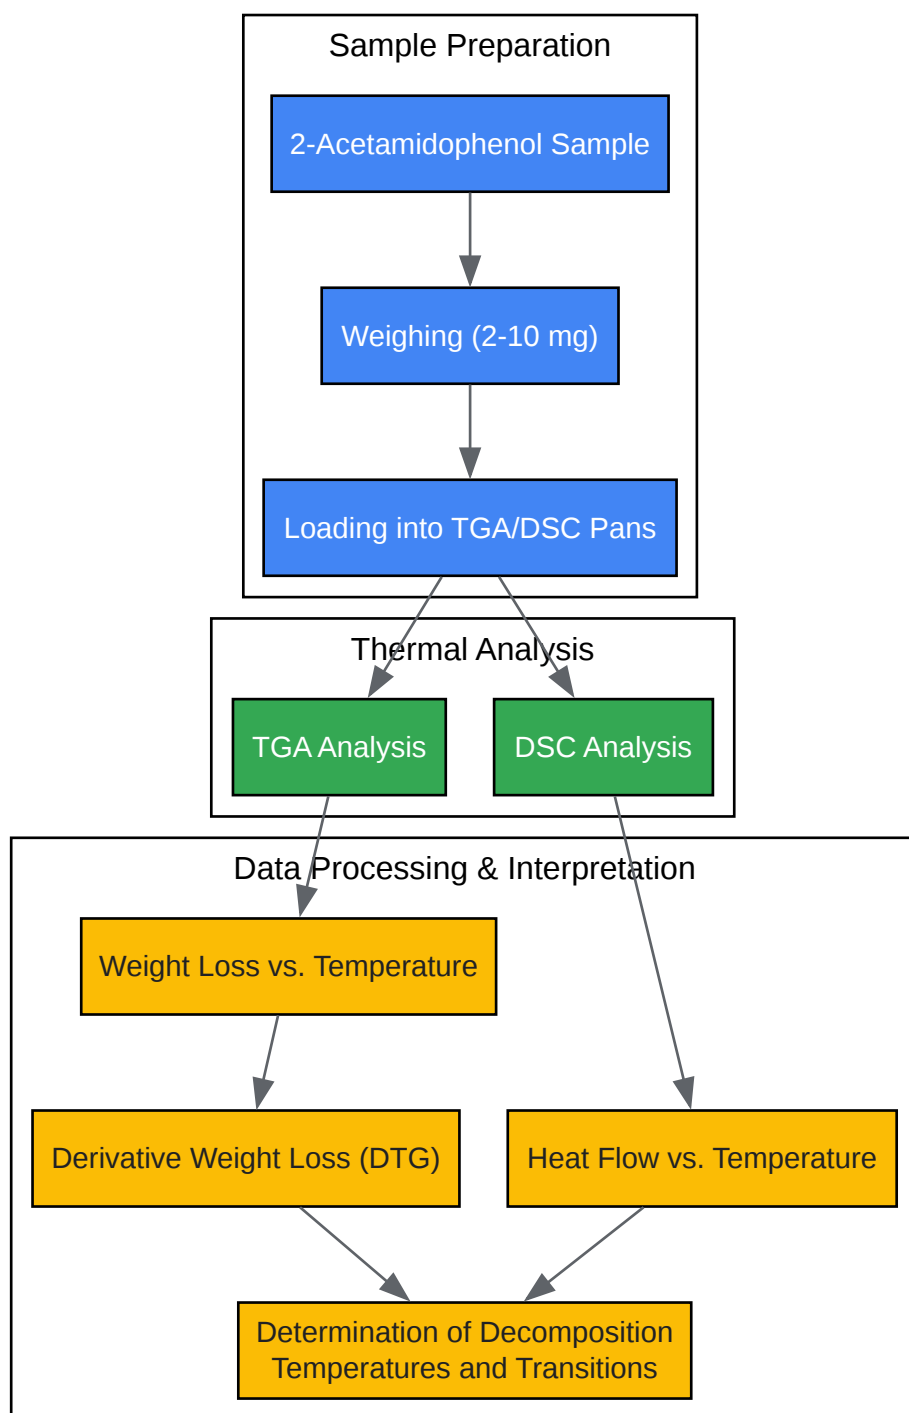 Sample Preparation
2-Acetamidophenol Sample
Weighing (2-10 mg)
Loading into TGA/DSC Pans
Thermal Analysis
TGA Analysis
DSC Analysis
Data Processing & Interpretation
Weight Loss vs. Temperature
Derivative Weight Loss (DTG)
Heat Flow vs. Temperature
Determination of Decomposition
Temperatures and Transitions